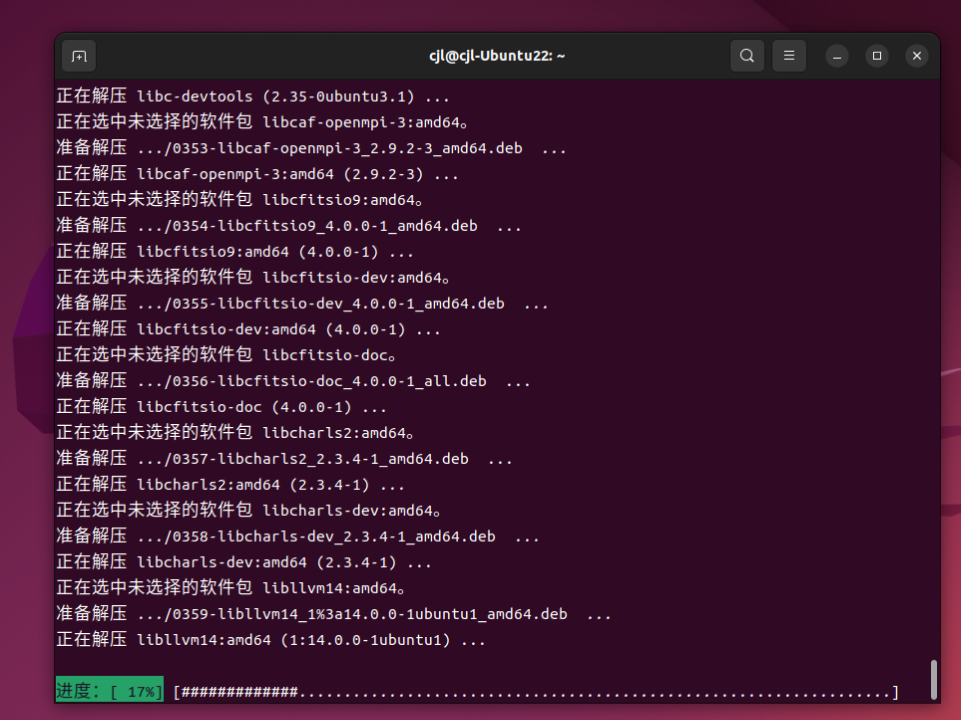 cjl@cjl-Ubuntu22: ~
正在解压 libc-devtools (2.35-0ubuntu3.1) ...
正在选中未选择的软件包 libcaf-openmpi-3:amd64。
准备解压 .../0353-libcaf-openmpi-3_2.9.2-3_amd64.deb  ...
正在解压 libcaf-openmpi-3:amd64 (2.9.2-3) ...
正在选中未选择的软件包 libcfitsio9:amd64。
准备解压 .../0354-libcfitsio9_4.0.0-1_amd64.deb  ...
正在解压 libcfitsio9:amd64 (4.0.0-1) ...
正在选中未选择的软件包 libcfitsio-dev:amd64。
准备解压 .../0355-libcfitsio-dev_4.0.0-1_amd64.deb  ...
正在解压 libcfitsio-dev:amd64 (4.0.0-1) ...
正在选中未选择的软件包 libcfitsio-doc。
准备解压 .../0356-libcfitsio-doc_4.0.0-1_all.deb  ...
正在解压 libcfitsio-doc (4.0.0-1) ...
正在选中未选择的软件包 libcharls2:amd64。
准备解压 .../0357-libcharls2_2.3.4-1_amd64.deb  ...
正在解压 libcharls2:amd64 (2.3.4-1) ...
正在选中未选择的软件包 libcharls-dev:amd64。
准备解压 .../0358-libcharls-dev_2.3.4-1_amd64.deb  ...
正在解压 libcharls-dev:amd64 (2.3.4-1) ...
正在选中未选择的软件包 libllvm14:amd64。
准备解压 .../0359-libllvm14_1%3a14.0.0-1ubuntu1_amd64.deb  ...
正在解压 libllvm14:amd64 (1:14.0.0-1ubuntu1) ...
进度：[ 17%] [#############..................................................................]